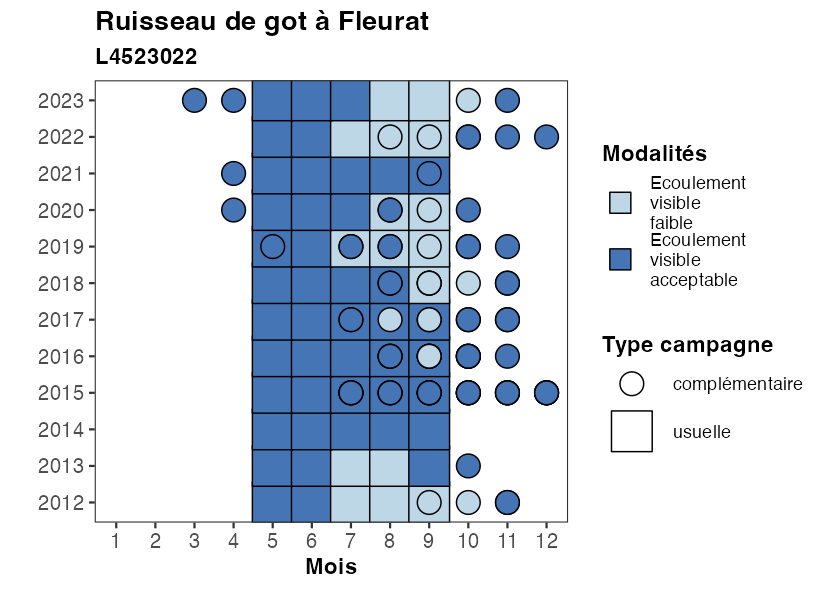 Ruisseau de got à Fleurat
L4523022
2023
2022
2021
2020
2019
2018
2017
2016
2015
2014
2013
2012
1 2 3 4 5 6 7 8 9 10 11 12
Mois
Modalités
Ecoulement
visible
faible
Ecoulement
visible
acceptable
Type campagne
complémentaire
usuelle